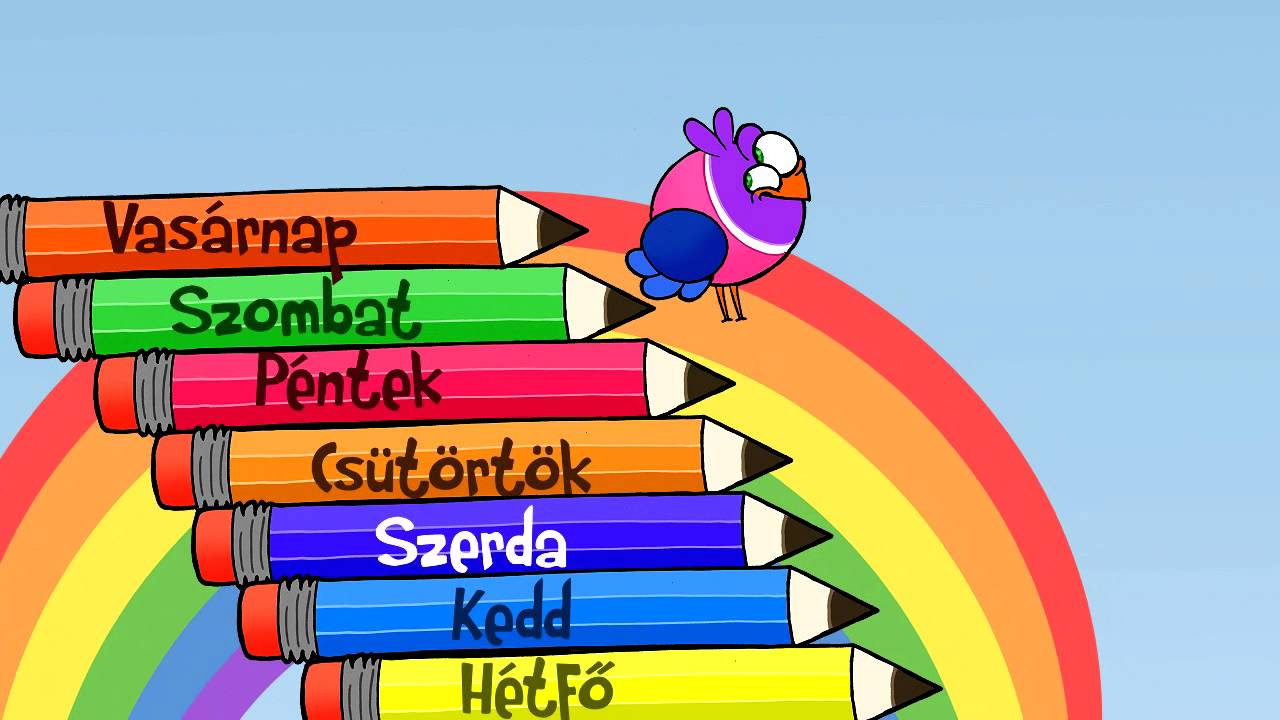 Vasárnap
Szombat
Péntek
Csütörtök
Szerda
Kedd
Hétfő